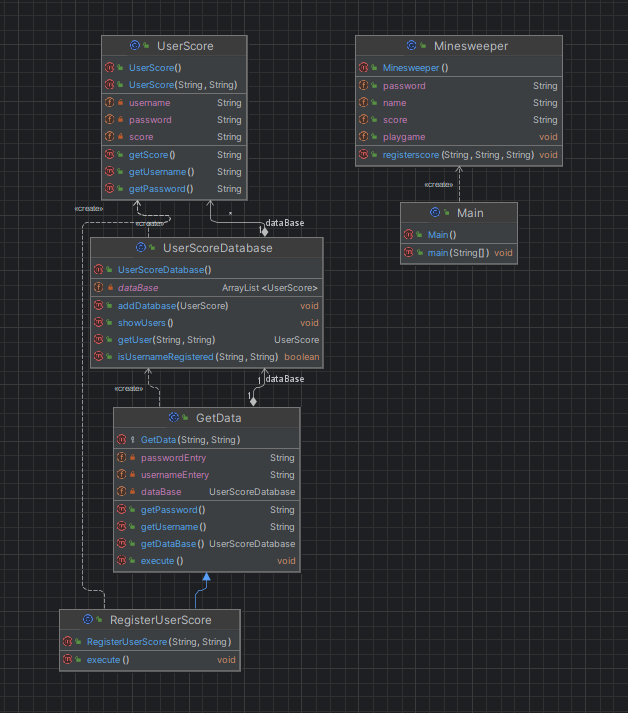 UserScore
UserScore()
UserScore(String, String)
username String
password String
score String
getScore() String
getUsername() String
getPassword() String
Minesweeper
Minesweeper()
password String
name String
score String
playgame void
registerscore(String, String, String) void
«create»
Main
Main()
main(String[]) void
«create»
«create»
*
dataBase
1
UserScoreDatabase
UserScoreDatabase()
dataBase ArrayList <UserScore>
addDatabase(UserScore) void
showUsers() void
getUser(String, String) UserScore
isUsernameRegistered(String, String) boolean
«create»
1
dataBase
1
GetData
GetData(String, String)
passwordEntry String
usernameEntery String
dataBase UserScoreDatabase
getPassword() String
getUsername() String
getDataBase() UserScoreDatabase
execute() void
RegisterUserScore
RegisterUserScore(String, String)
execute() void